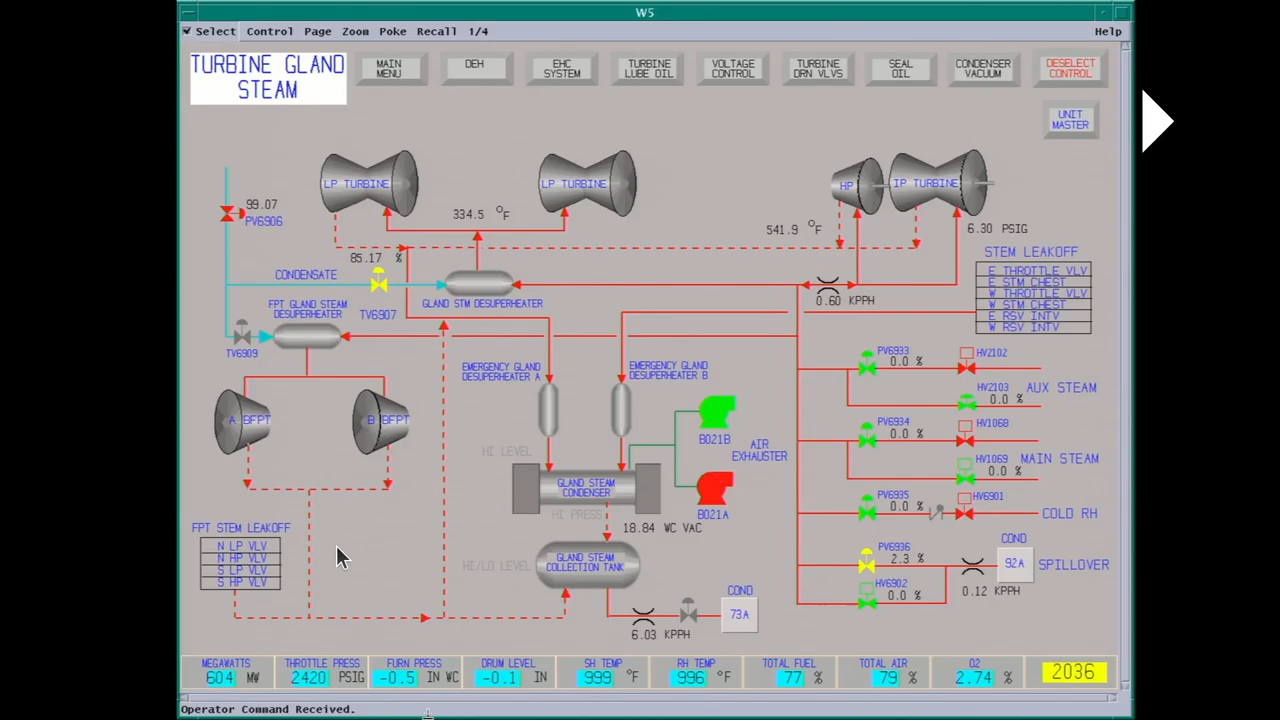 W5
Select Control Page Zoom Poke Recall 1/4 Help
TURBINE GLAND
STEAM
MAIN
MENU
DEH
EHC
SYSTEM
TURBINE
LUBE OIL
VOLTAGE
CONTROL
TURBINE
DRN VLVS
SEAL
OIL
CONDENSER
VACUUM
DESELECT
CONTROL
UNIT
MASTER
LP TURBINE
LP TURBINE
HP
IP TURBINE
99.07
PV6906
334.5 °F
541.9 °F
6.30 PSIG
85.17 %
CONDENSATE
GLAND STM DESUPERHEATER
TV6907
FPT GLAND STEAM
DESUPERHEATER
TV6909
0.60 KPPH
STEM LEAKOFF
E THROTTLE VLV
E STM CHEST
W THROTTLE VLV
W STM CHEST
E RSV INTV
W RSV INTV
EMERGENCY GLAND
DESUPERHEATER A
EMERGENCY GLAND
DESUPERHEATER B
A BFPT
B BFPT
PV6933
0.0 %
HV2102
HV2103
0.0 %
AUX STEAM
PV6934
0.0 %
HV1068
HV1069
0.0 %
MAIN STEAM
PV6935
0.0 %
HV6901
COLD RH
PV6936
2.3 %
HV6902
0.0 %
COND
92A
SPILLOVER
0.12 KPPH
B021B
AIR
EXHAUSTER
B021A
HI LEVEL
GLAND STEAM
CONDENSER
HI PRESS
18.84 WC VAC
GLAND STEAM
COLLECTION TANK
HI/LO LEVEL
COND
73A
6.03 KPPH
FPT STEM LEAKOFF
N LP VLV
N HP VLV
S LP VLV
S HP VLV
MEGAWATTS
604 MW
THROTTLE PRESS
2420 PSIG
FURN PRESS
-0.5 IN WC
DRUM LEVEL
-0.1 IN
SH TEMP
999 °F
RH TEMP
996 °F
TOTAL FUEL
77 %
TOTAL AIR
79 %
O2
2.74 %
2036
Operator Command Received.